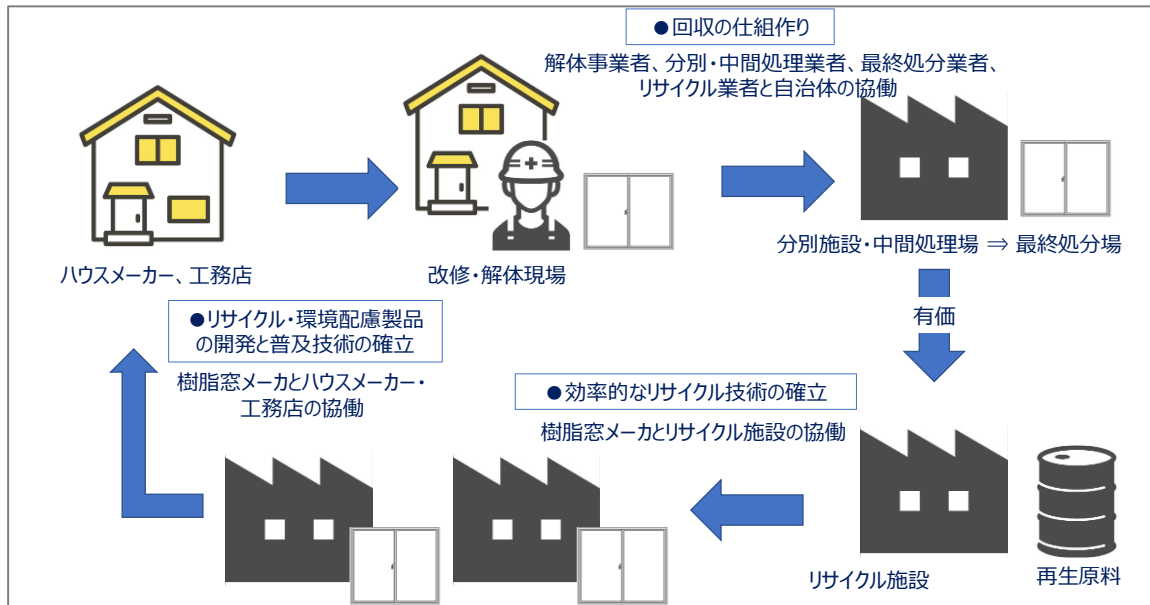 ●回収の仕組作り
解体事業者、分別・中間処理業者、最終処分業者、
リサイクル業者と自治体の協働
ハウスメーカー、工務店
改修・解体現場
分別施設・中間処理場 ⇒ 最終処分場
有価
●リサイクル・環境配慮製品
の開発と普及技術の確立
樹脂窓メーカとハウスメーカー・
工務店の協働
●効率的なリサイクル技術の確立
樹脂窓メーカとリサイクル施設の協働
リサイクル施設
再生原料